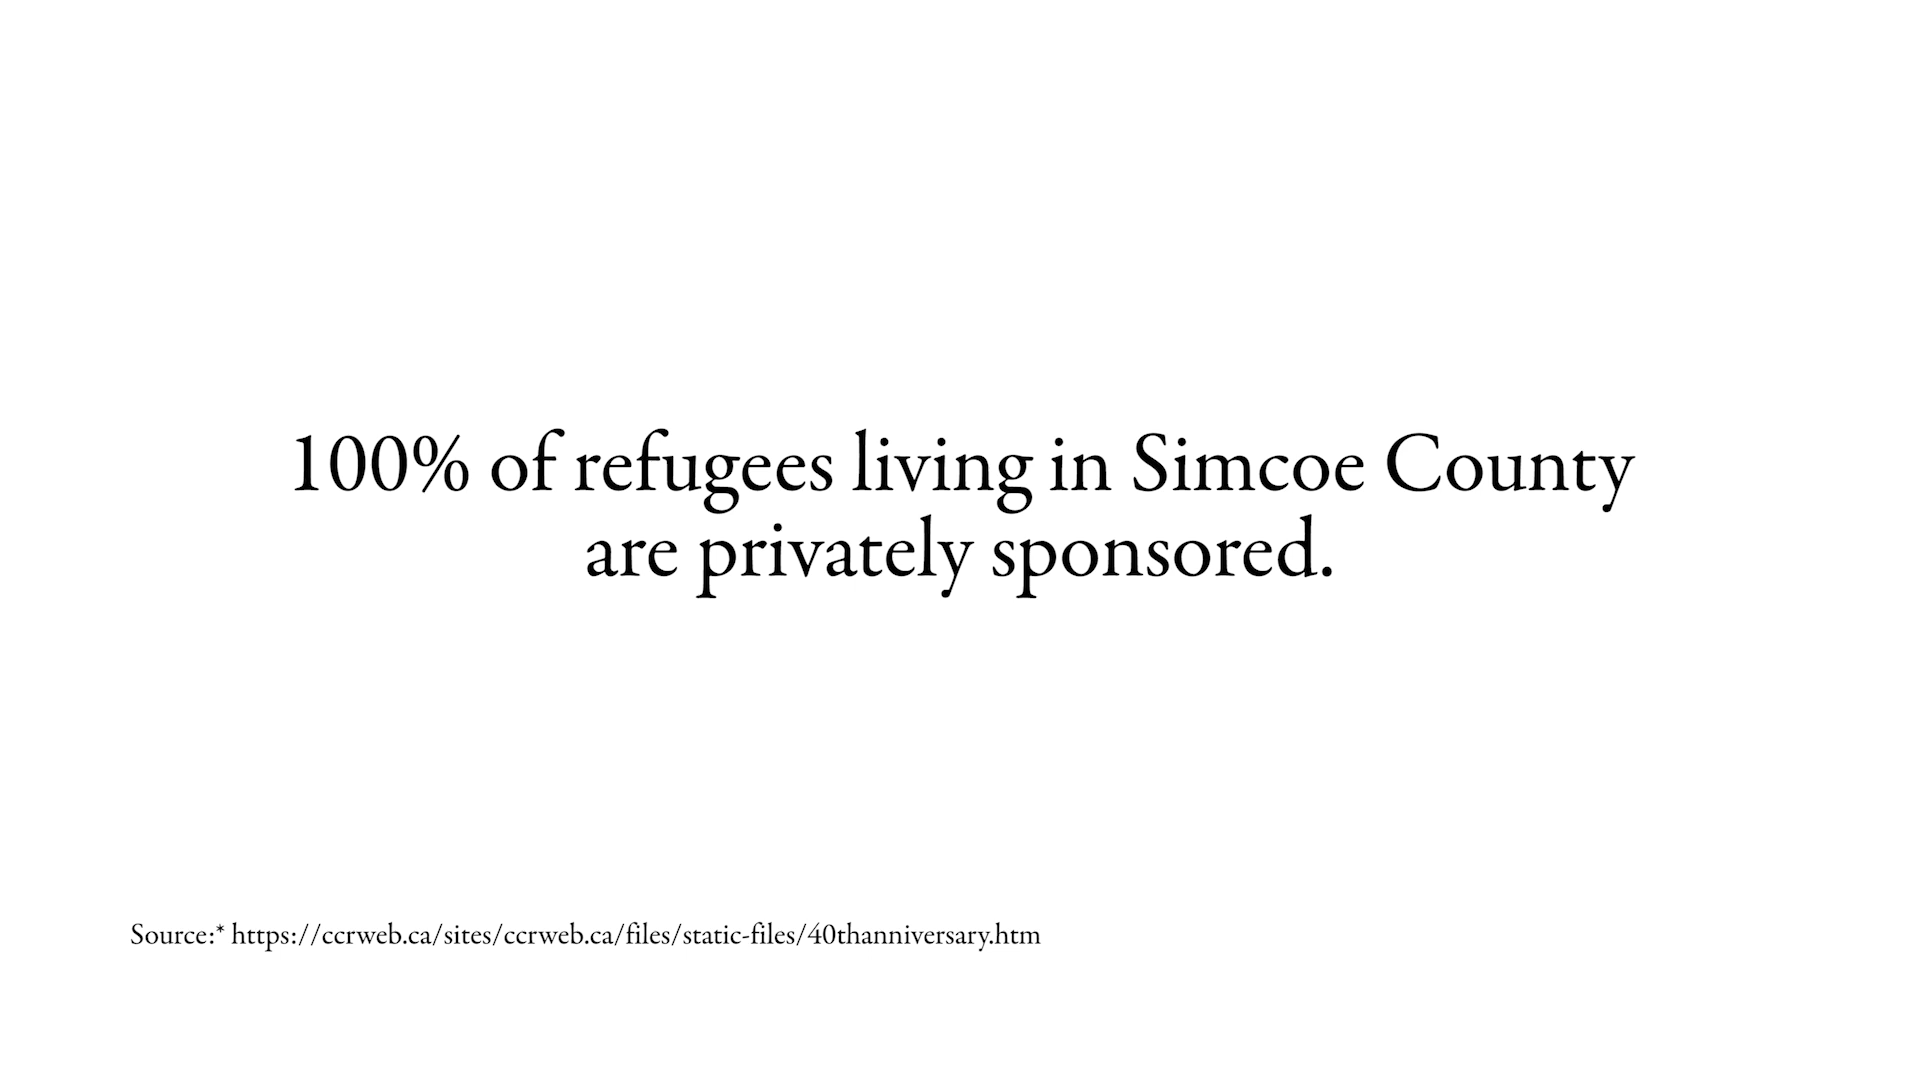 100% of refugees living in Simcoe County
are privately sponsored.
Source:* https://ccrweb.ca/sites/ccrweb.ca/files/static-files/40thanniversary.htm